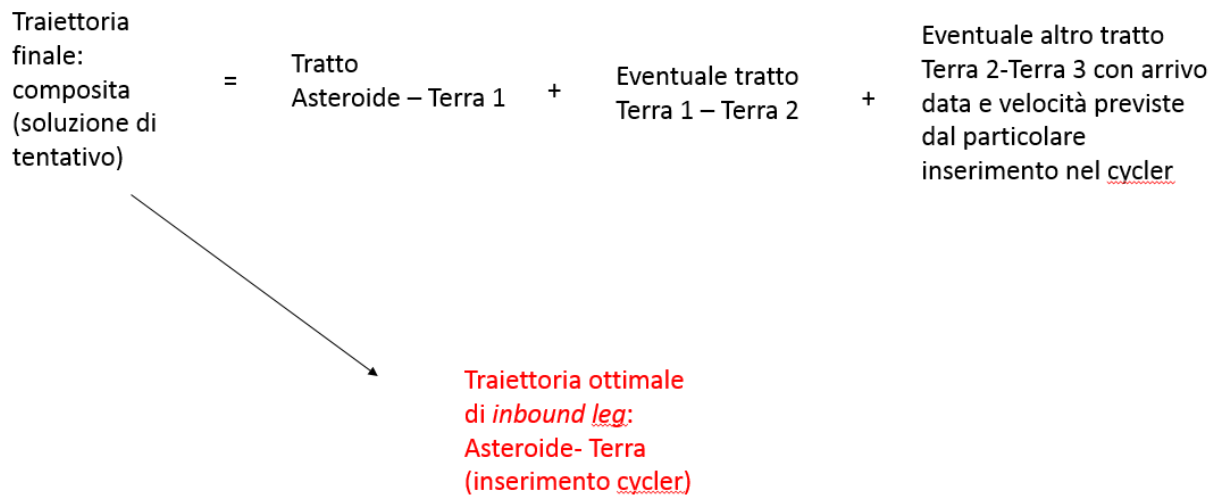 Traiettoria
finale:
composita
(soluzione di
tentativo)
=
Tratto
Asteroide – Terra 1
+
Eventuale tratto
Terra 1 – Terra 2
+
Eventuale altro tratto
Terra 2-Terra 3 con arrivo
data e velocità previste
dal particolare
inserimento nel cycler
Traiettoria ottimale
di inbound leg:
Asteroide- Terra
(inserimento cycler)